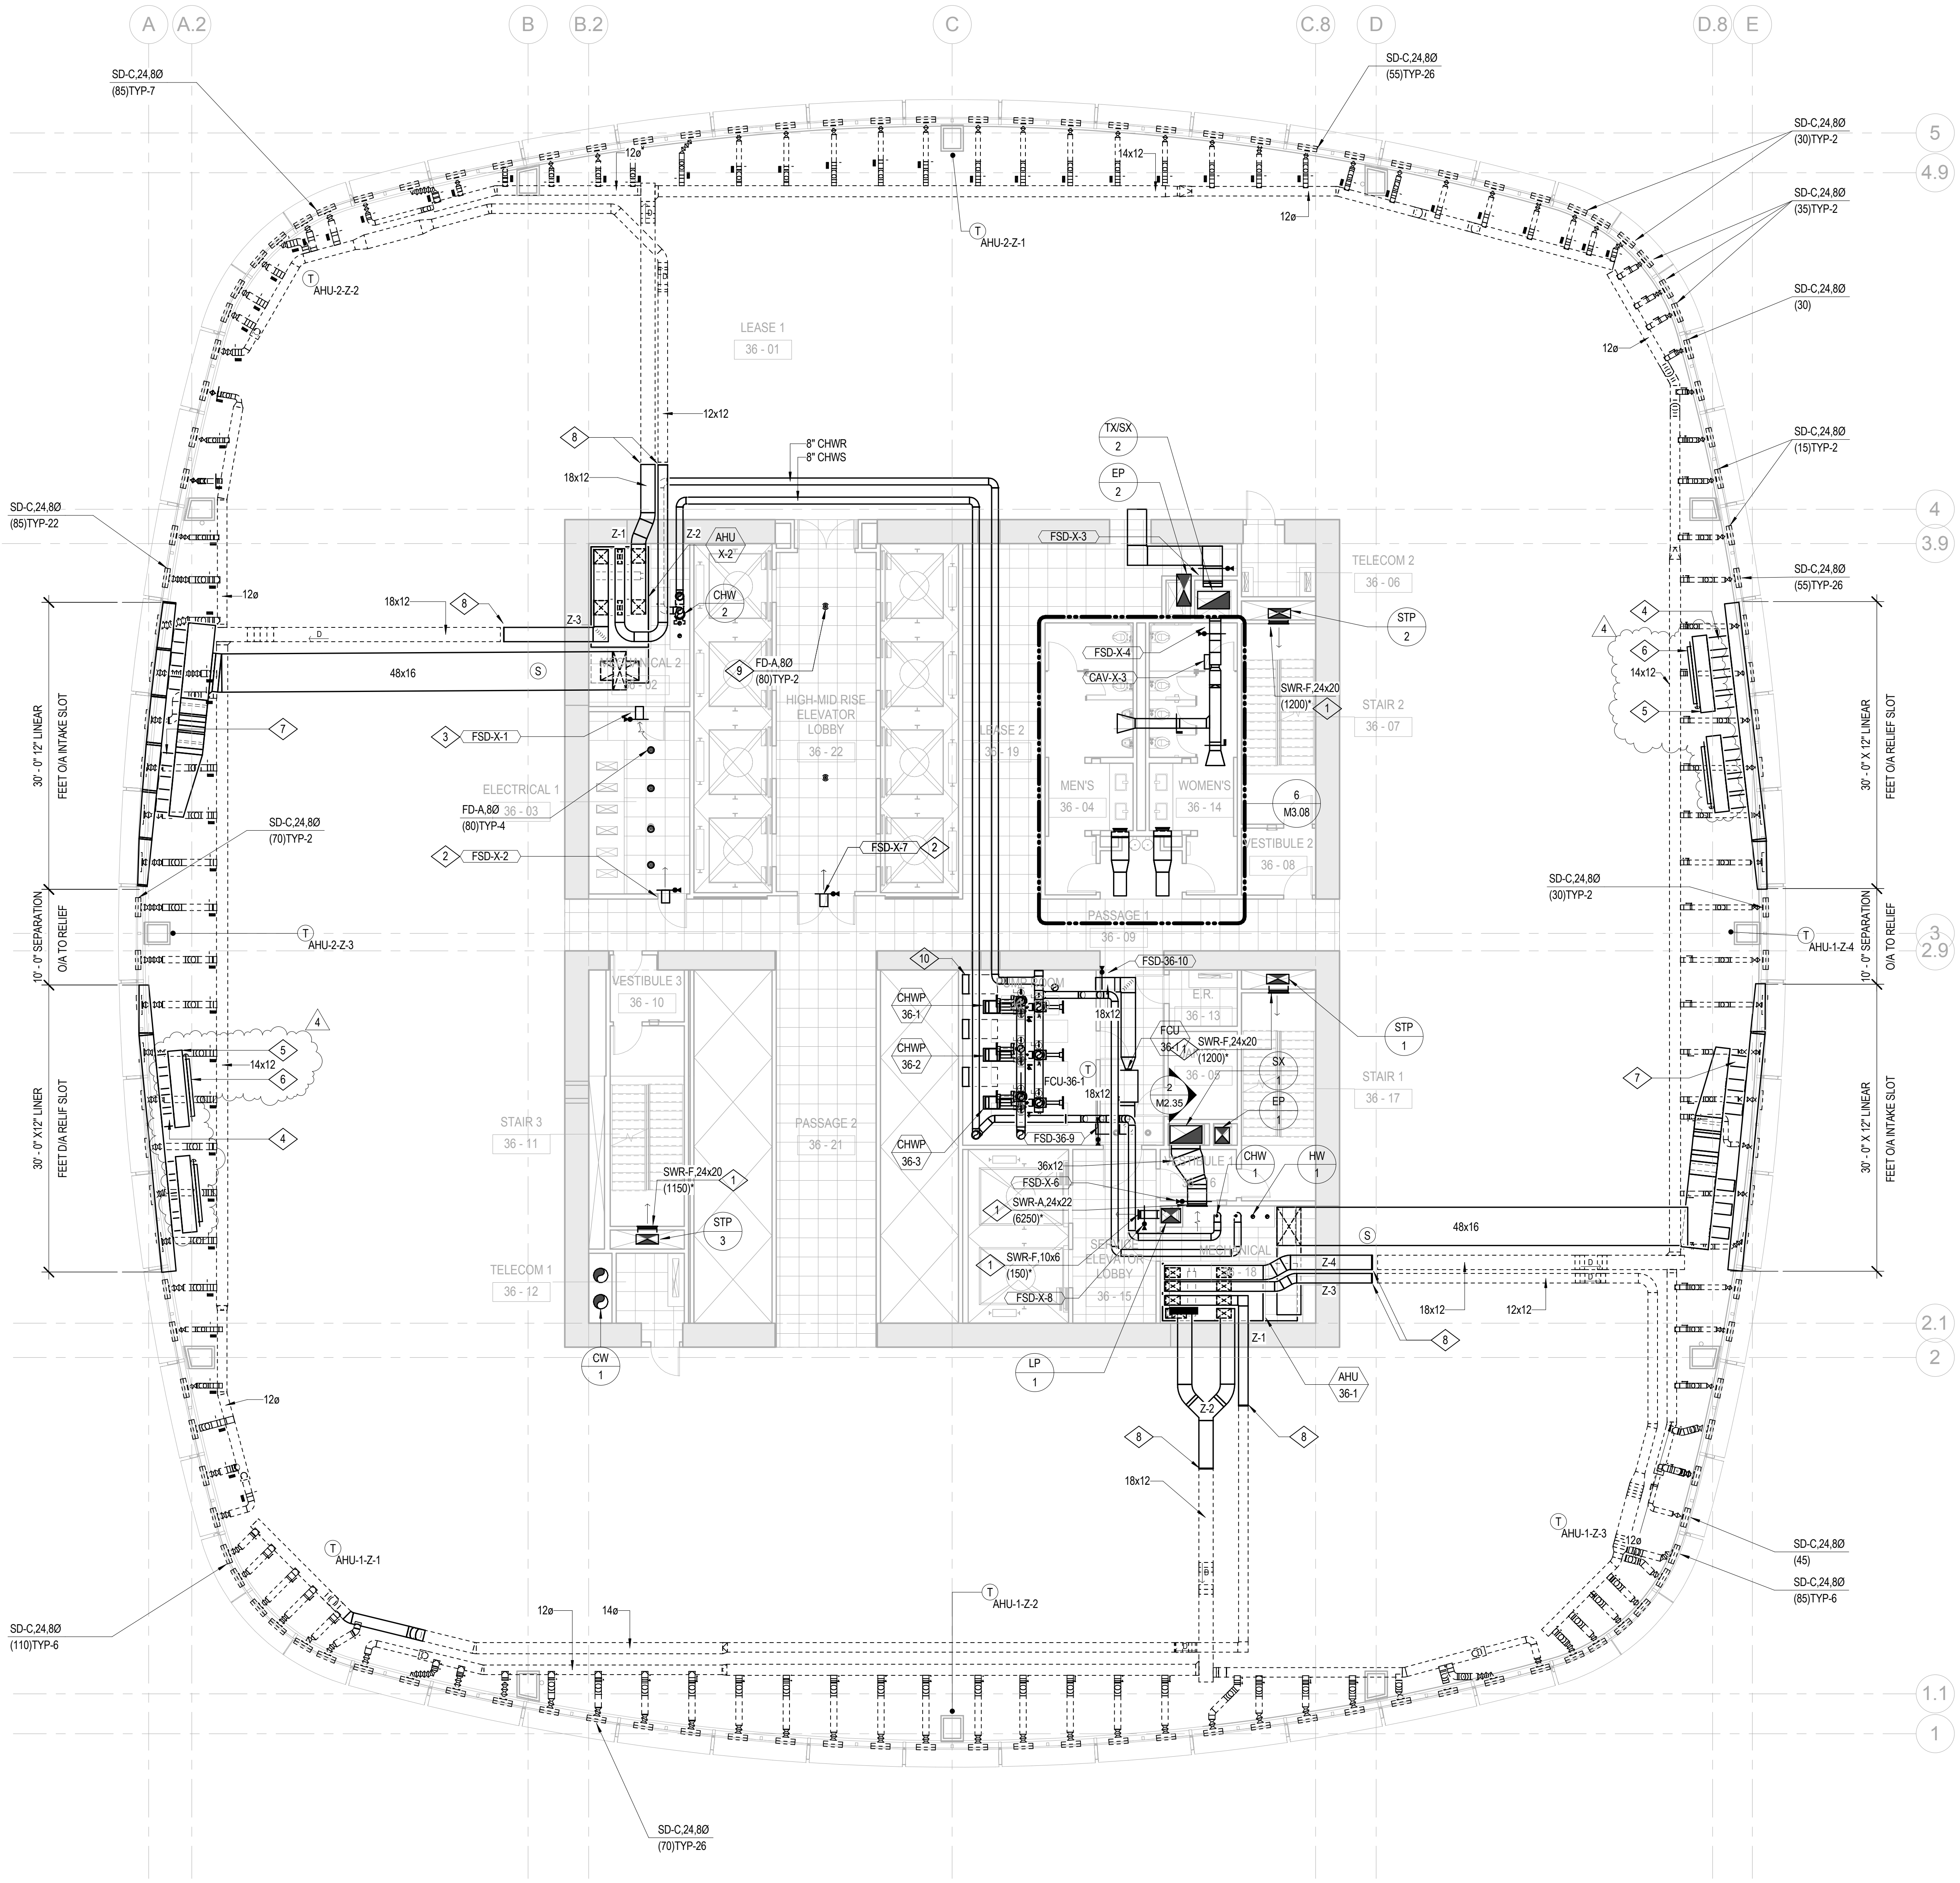 A
A.2
B
B.2
C
C.8
D
D.8
E
SD-C,24,8Ø
(85)TYP-7
SD-C,24,8Ø
(55)TYP-26
SD-C,24,8Ø
(30)TYP-2
5
12ø
14x12
4.9
SD-C,24,8Ø
(35)TYP-2
12ø
T
AHU-2-Z-1
T
AHU-2-Z-2
SD-C,24,8Ø
(30)
LEASE 1
36 - 01
12ø
12x12
8
8" CHWR
8" CHWS
18x12
TX/SX
2
EP
2
SD-C,24,8Ø
(15)TYP-2
SD-C,24,8Ø
(85)TYP-22
4
3.9
Z-1
Z-2
AHU
X-2
FSD-X-3
TELECOM 2
36 - 06
SD-C,24,8Ø
(55)TYP-26
12ø
18x12
8
D
Z-3
CHW
2
STP
2
4
4
6
14x12
5
FSD-X-4
CAV-X-3
MECHANICAL 2
48x16
S
9
FD-A,8Ø
(80)TYP-2
HIGH-MID RISE
ELEVATOR
LOBBY
36 - 22
LEASE 2
36 - 19
SWR-F,24x20
(1200)*
1
STAIR 2
36 - 07
30' - 0" 12" LINEAR
FEET O/A INTAKE SLOT
7
3
FSD-X-1
ELECTRICAL 1
36 - 03
FD-A,8Ø
(80)TYP-4
MEN'S
36 - 04
WOMEN'S
36 - 14
6
M3.08
30' - 0" X 12" LINEAR
FEET O/A RELIEF SLOT
SD-C,24,8Ø
(70)TYP-2
2
FSD-X-2
FSD-X-7
2
VESTIBULE 2
36 - 08
SD-C,24,8Ø
(30)TYP-2
10' - 0" SEPARATION
O/A TO RELIEF
T
AHU-2-Z-3
PASSAGE 1
36 - 09
T
AHU-1-Z-4
10' - 0" SEPARATION
O/A TO RELIEF
3
2.9
10
FSD-36-10
VESTIBULE 3
36 - 10
CHWP
36-1
18x12
E.R.
36 - 13
4
5
14x12
6
4
CHWP
36-2
FCU-36-1
T
18x12
FCU
36-1
1
SWR-F,24x20
(1200)*
36 - 05
STP
1
SX
1
EP
1
2
M2.35
STAIR 1
36 - 17
7
30' - 0" X12" LINER
FEET D/A RELIF SLOT
STAIR 3
36 - 11
PASSAGE 2
36 - 21
CHWP
36-3
FSD-36-9
30' - 0" X 12" LINEAR
FEET O/A INTAKE SLOT
SWR-F,24x20
(1150)*
1
36x12
VESTIBULE 1
FSD-X-6
CHW
1
HW
1
1
SWR-A,24x22
(6250)*
STP
3
48x16
S
TELECOM 1
36 - 12
1
SWR-F,10x6
(150)*
FSD-X-8
SERVICE
ELEVATOR
LOBBY
36 - 15
MECHANICAL
Z-4
Z-3
D
D
18x12
12x12
8
2.1
2
Z-1
CW
1
LP
1
AHU
36-1
12ø
Z-2
8
8
18x12
T
AHU-1-Z-1
T
AHU-1-Z-3
12ø
SD-C,24,8Ø
(45)
SD-C,24,8Ø
(85)TYP-6
D
T
AHU-1-Z-2
12ø
14ø
SD-C,24,8Ø
(110)TYP-6
D
1.1
1
SD-C,24,8Ø
(70)TYP-26